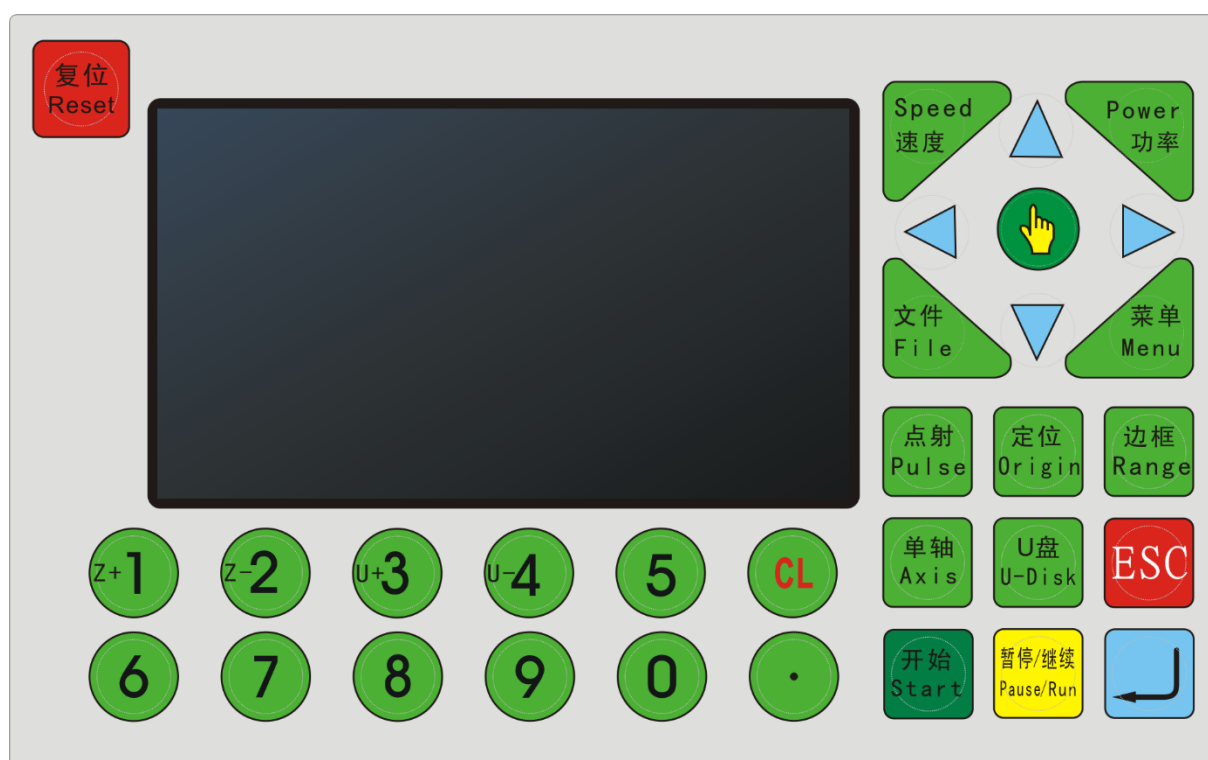 复位
Reset
Speed
速度
Power
功率
文件
File
菜单
Menu
点射
Pulse
定位
Origin
边框
Range
单轴
Axis
U盘
U-Disk
ESC
Z+1
Z-2
U+3
U-4
5
CL
6
7
8
9
0
.
开始
Start
暂停/继续
Pause/Run